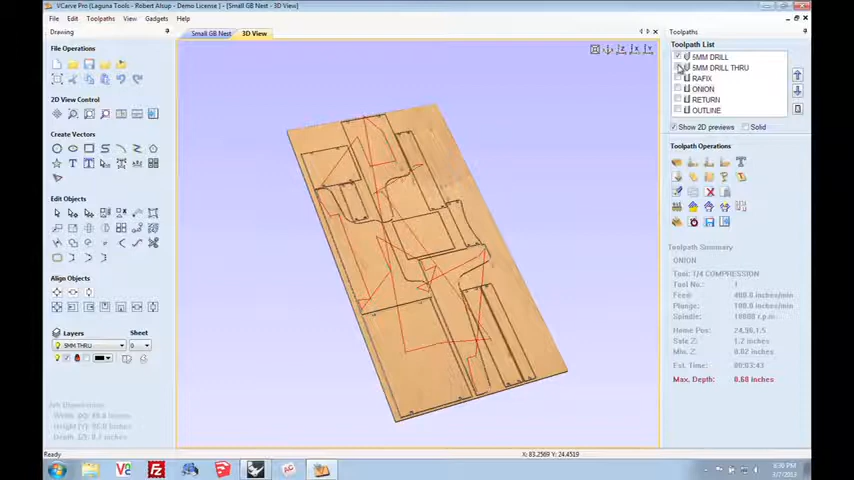 VCarve Pro (Laguna Tools - Robert Alsup - Demo License ) - [Small GB Nest - 3D View]
File Edit Toolpaths View Gadgets Help
Drawing
Small GB Nest 3D View
Toolpaths
File Operations
2D View Control
Create Vectors
Edit Objects
Align Objects
Layers Sheet
5MM THRU 0
Toolpath List
5MM DRILL
5MM DRILL THRU
RAFIX
ONION
RETURN
OUTLINE
Show 2D previews Solid
Toolpath Operations
Toolpath Summary
ONION
Tool: 1/4 COMPRESSION
Tool No.: 1
Feed: 400.0 inches/min
Plunge: 100.0 inches/min
Spindle:
Home Pos:
Safe Z: 1.2 inches
Min. Z: 0.02 inches
Est. Time: 00:03:43
Max. Depth: 0.68 inches
Ready X: 83.2569 Y: 24.4519